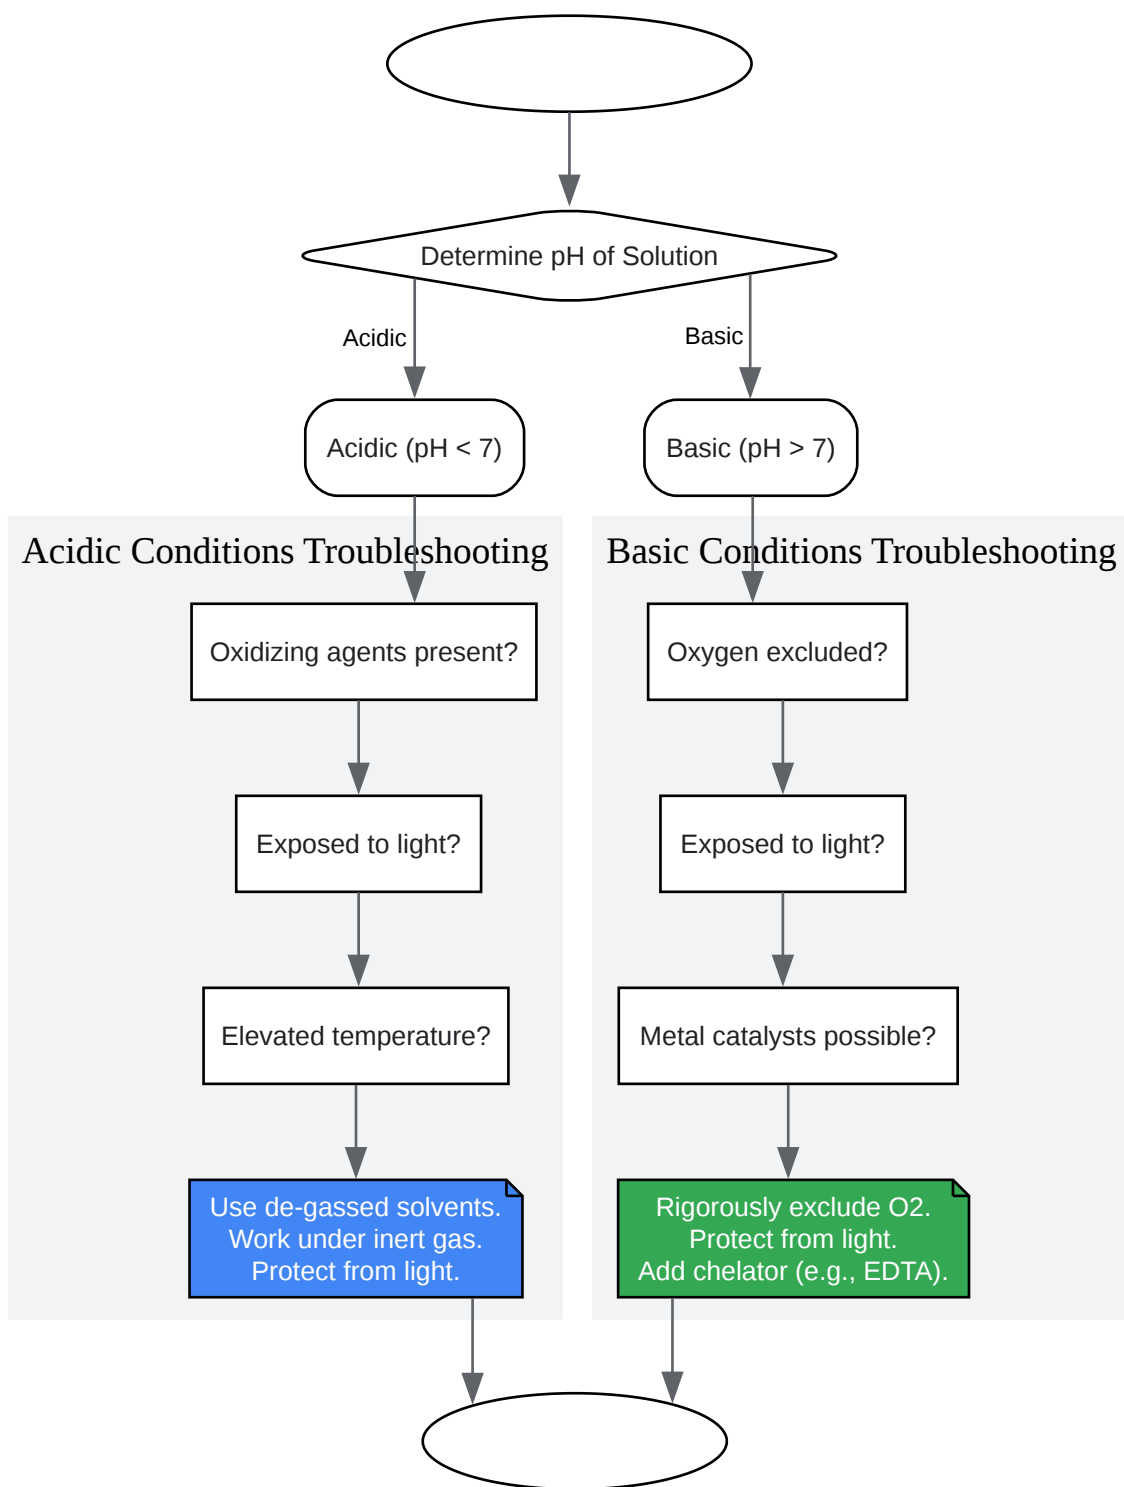 Determine pH of Solution
Acidic
Basic
Acidic (pH < 7)
Basic (pH > 7)
Acidic Conditions Troubleshooting
Basic Conditions Troubleshooting
Oxidizing agents present?
Oxygen excluded?
Exposed to light?
Exposed to light?
Elevated temperature?
Metal catalysts possible?
Use de-gassed solvents.
Work under inert gas.
Protect from light.
Rigorously exclude O2.
Protect from light.
Add chelator (e.g., EDTA).